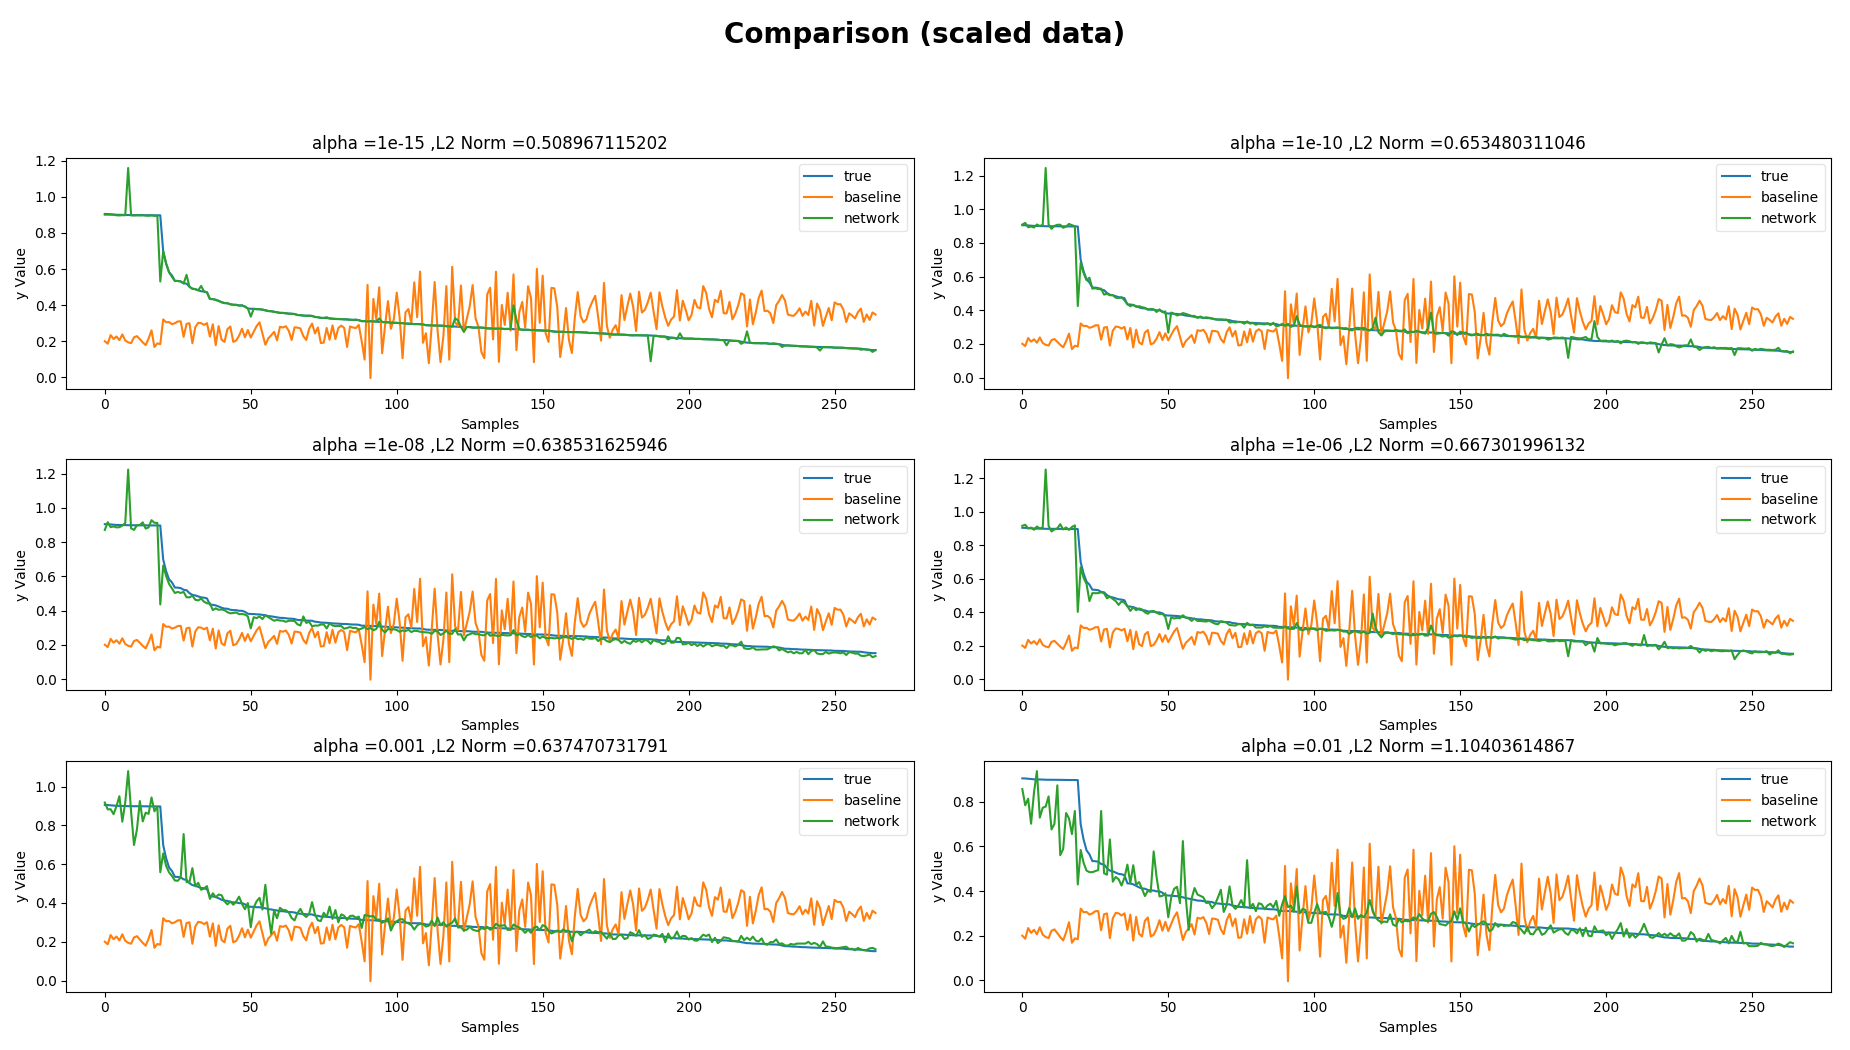 Comparison (scaled data)
alpha =1e-15 ,L2 Norm =0.508967115202
y Value
1.2
1.0
0.8
0.6
0.4
0.2
0.0
true
baseline
network
0 50 100 150 200 250
Samples
alpha =1e-10 ,L2 Norm =0.653480311046
y Value
1.2
1.0
0.8
0.6
0.4
0.2
0.0
true
baseline
network
0 50 100 150 200 250
Samples
alpha =1e-08 ,L2 Norm =0.638531625946
y Value
1.2
1.0
0.8
0.6
0.4
0.2
0.0
true
baseline
network
0 50 100 150 200 250
Samples
alpha =1e-06 ,L2 Norm =0.667301996132
y Value
1.2
1.0
0.8
0.6
0.4
0.2
0.0
true
baseline
network
0 50 100 150 200 250
Samples
alpha =0.001 ,L2 Norm =0.637470731791
y Value
1.0
0.8
0.6
0.4
0.2
0.0
true
baseline
network
0 50 100 150 200 250
Samples
alpha =0.01 ,L2 Norm =1.10403614867
y Value
0.8
0.6
0.4
0.2
0.0
true
baseline
network
0 50 100 150 200 250
Samples